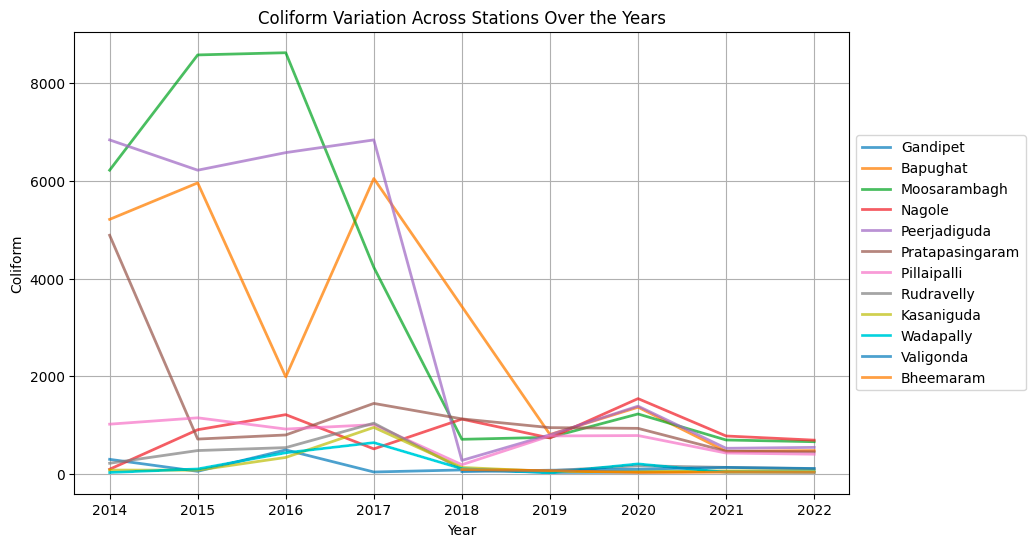 Coliform Variation Across Stations Over the Years
Coliform
8000
6000
4000
2000
0
2014 2015 2016 2017 2018 2019 2020 2021 2022
Year
Gandipet
Bapughat
Moosarambagh
Nagole
Peerjadiguda
Pratapasingaram
Pillaipalli
Rudravelly
Kasaniguda
Wadapally
Valigonda
Bheemaram